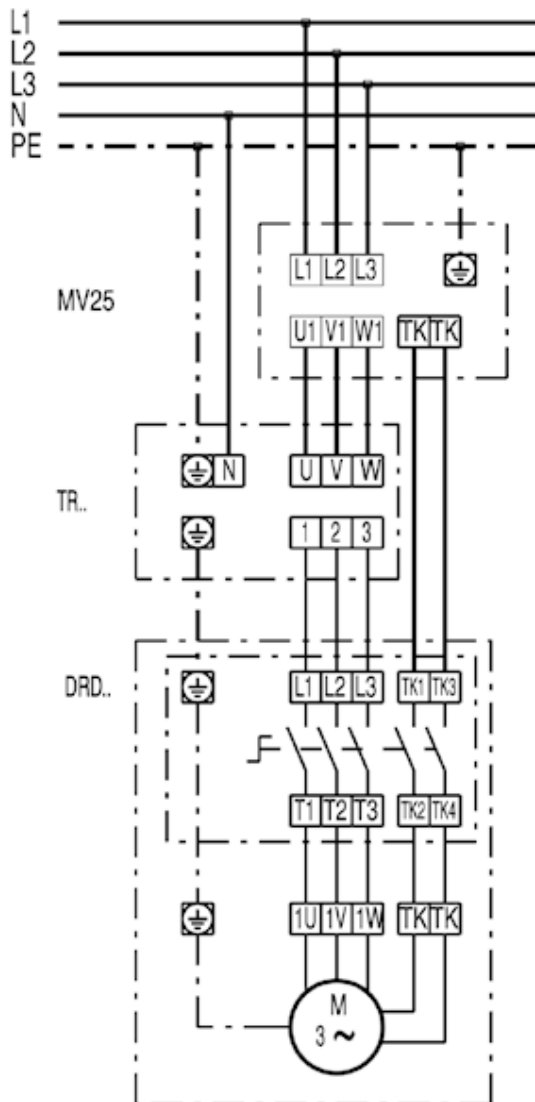 L1
L2
L3
N
PE
L1 L2 L3
MV25
U1 V1 W1 TK TK
N U V W
TR..
1 2 3
DRD..
L1 L2 L3 TK1 TK3
T1 T2 T3 TK2 TK4
1U 1V 1W TK TK
M
3 ~